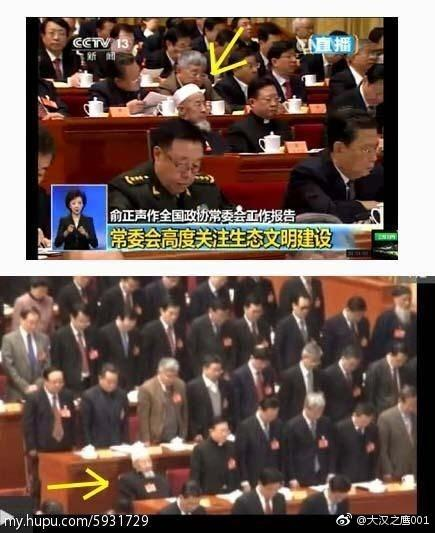 CCTV 13
新闻
直播
俞正声作全国政协常委会工作报告
常委会高度关注生态文明建设
my.hupu.com/5931729
@大汉之鹰001